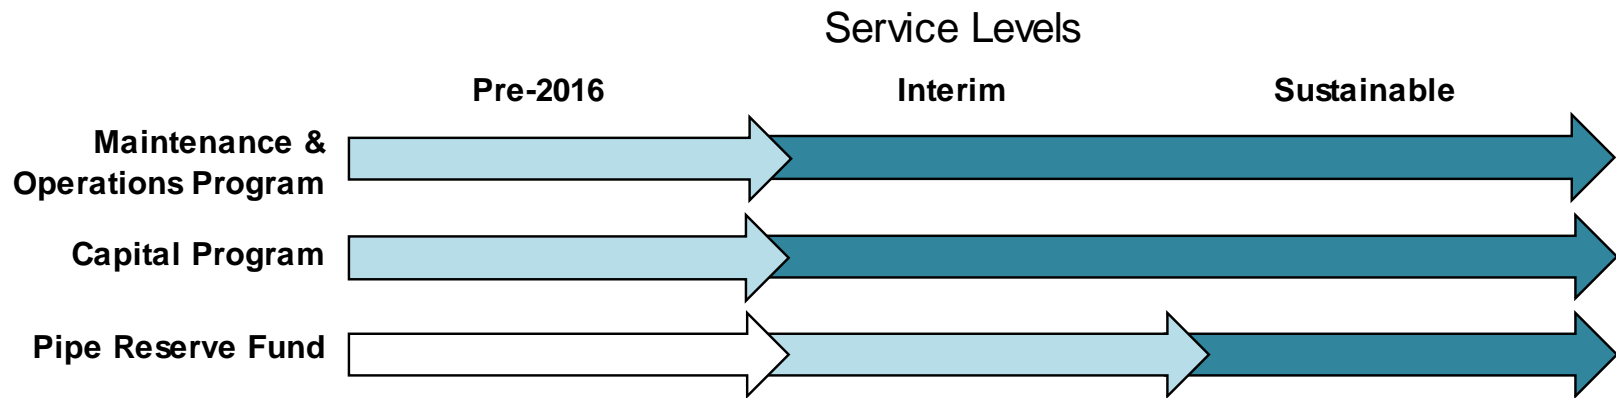 Service Levels
Pre-2016 Interim Sustainable
Maintenance &
Operations Program
Capital Program
Pipe Reserve Fund